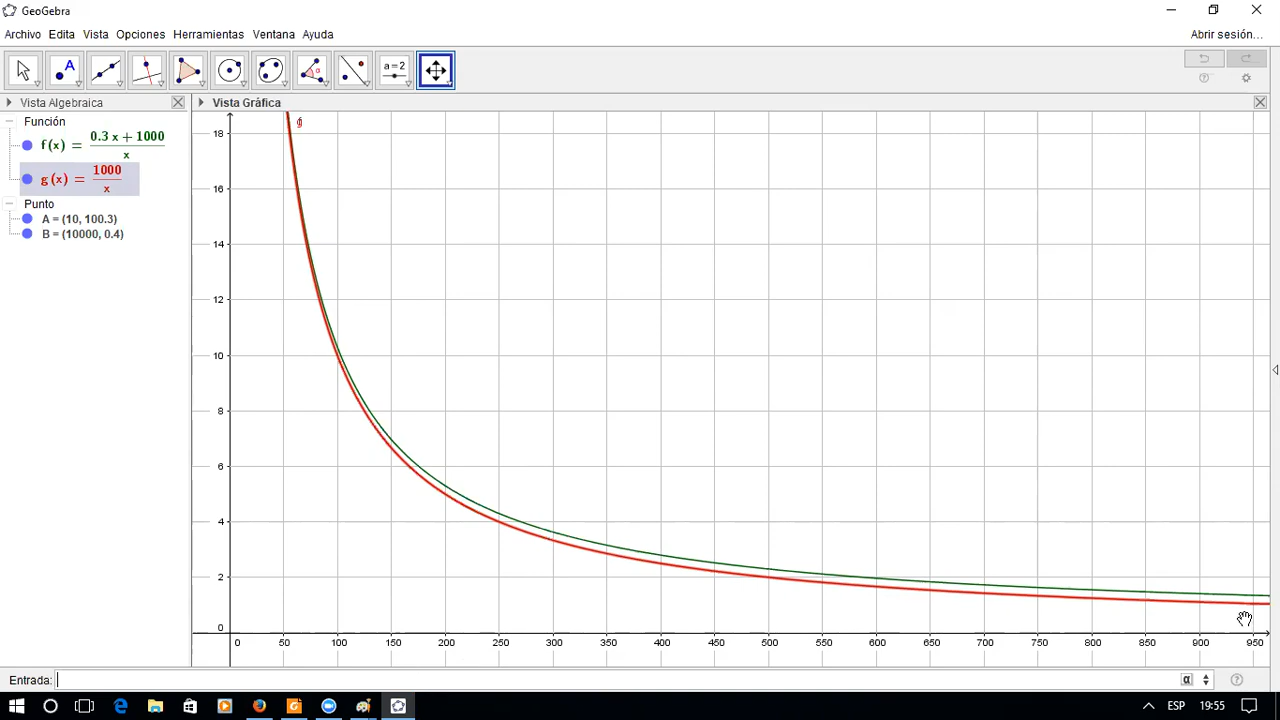 GeoGebra
Archivo Edita Vista Opciones Herramientas Ventana Ayuda
Abrir sesión…
A
α
a = 2
Vista Algebraica
Vista Gráfica
Función
f(x) = (0.3 x + 1000) / x
g(x) = 1000 / x
Punto
A = (10, 100.3)
B = (10000, 0.4)
18
16
14
12
10
8
6
4
2
0
0 50 100 150 200 250 300 350 400 450 500 550 600 650 700 750 800 850 900 950
Entrada:
α
ESP 19:55